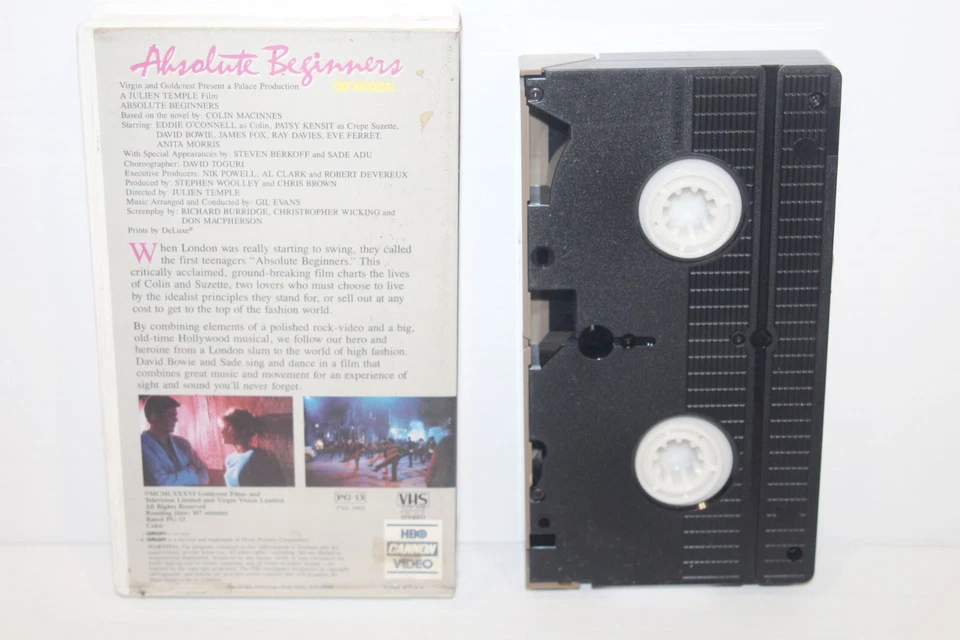 Absolute Beginners
THE MUSICAL
Virgin and Goldcrest Present a Palace Production
A JULIEN TEMPLE Film
ABSOLUTE BEGINNERS
Based on the novel by: COLIN MACINNES
Starring: EDDIE O'CONNELL as Colin, PATSY KENSIT as Crepe Suzette,
DAVID BOWIE, JAMES FOX, RAY DAVIES, EVE FERRET,
ANITA MORRIS
With Special Appearances by: STEVEN BERKOFF and SADE ADU
Choreographer: DAVID TOGURI
Executive Producers: NIK POWELL, AL CLARK and ROBERT DEVEREUX
Produced by: STEPHEN WOOLLEY and CHRIS BROWN
Directed by: JULIEN TEMPLE
Music Arranged and Conducted by: GIL EVANS
Screenplay by: RICHARD BURRIDGE, CHRISTOPHER WICKING and
DON MACPHERSON
Prints by DeLuxe®
When London was really starting to swing, they called
the first teenagers "Absolute Beginners." This
critically acclaimed, ground-breaking film charts the lives
of Colin and Suzette, two lovers who must choose to live
by the idealist principles they stand for, or sell out at any
cost to get to the top of the fashion world.
By combining elements of a polished rock-video and a big,
old-time Hollywood musical, we follow our hero and
heroine from a London slum to the world of high fashion.
David Bowie and Sade sing and dance in a film that
combines great music and movement for an experience of
sight and sound you'll never forget.
©MCMLXXXVI Goldcrest Films and
Television Limited and Virgin Vision Limited.
All Rights Reserved
Running time: 107 minutes
Rated PG-13
Color
PG-13
VHS
HBO
CANNON
VIDEO